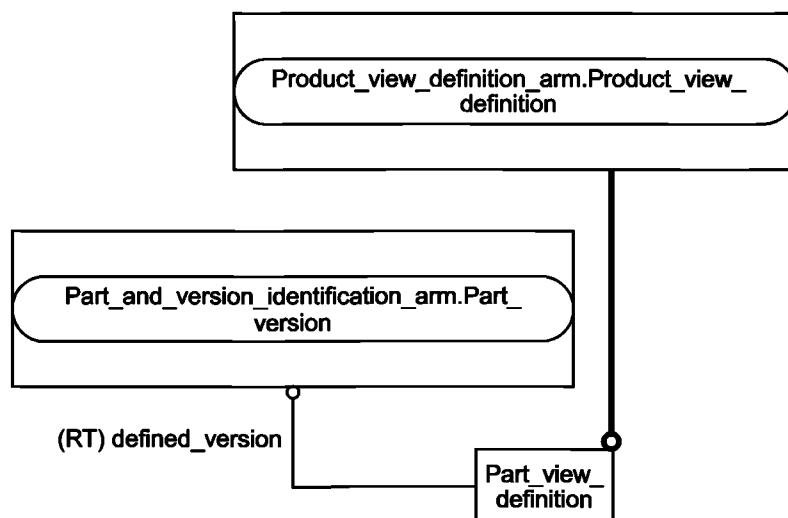 Product_view_definition_arm.Product_view_
definition
Part_and_version_identification_arm.Part_
version
(RT) defined_version
Part_view_
definition